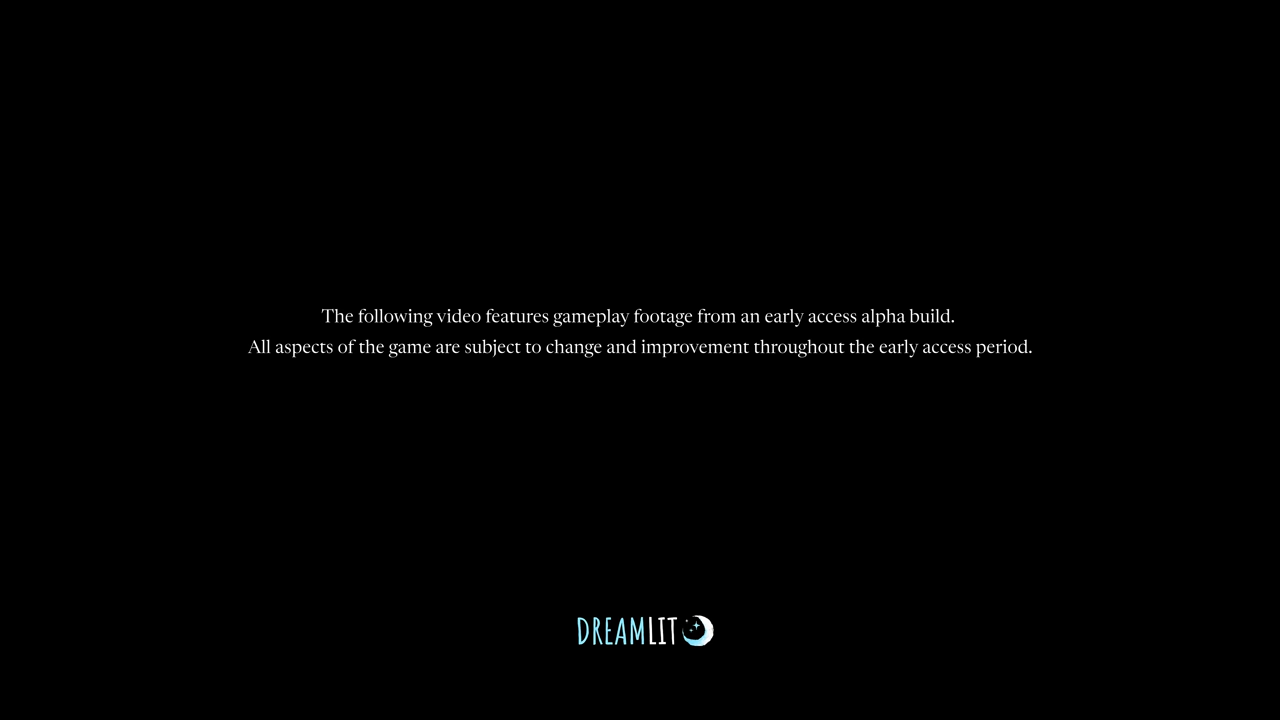 The following video features gameplay footage from an early access alpha build.
All aspects of the game are subject to change and improvement throughout the early access period.
DREAMLIT